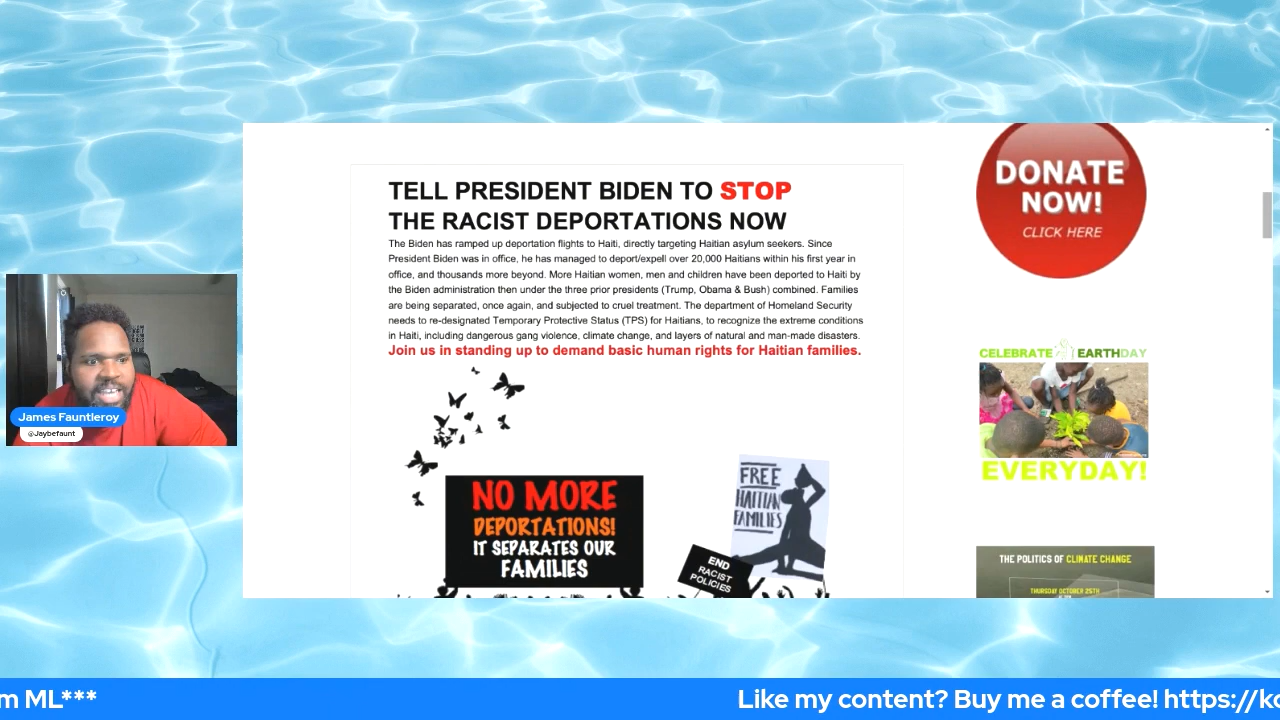 TELL PRESIDENT BIDEN TO STOP
THE RACIST DEPORTATIONS NOW
The Biden has ramped up deportation flights to Haiti, directly targeting Haitian asylum seekers. Since
President Biden was in office, he has managed to deport/expell over 20,000 Haitians within his first year in
office, and thousands more beyond. More Haitian women, men and children have been deported to Haiti by
the Biden administration then under the three prior presidents (Trump, Obama & Bush) combined. Families
are being separated, once again, and subjected to cruel treatment. The department of Homeland Security
needs to re-designated Temporary Protective Status (TPS) for Haitians, to recognize the extreme conditions
in Haiti, including dangerous gang violence, climate change, and layers of natural and man-made disasters.
Join us in standing up to demand basic human rights for Haitian families.
NO MORE
DEPORTATIONS!
IT SEPARATES OUR
FAMILIES
FREE
HAITIAN
FAMILIES
END
RACIST
POLICIES
DONATE
NOW!
CLICK HERE
CELEBRATE EARTHDAY
EVERYDAY!
THE POLITICS OF CLIMATE CHANGE
THURSDAY OCTOBER 25TH
James Fauntleroy
@Jaybefaunt
m ML***
Like my content? Buy me a coffee! https://ko